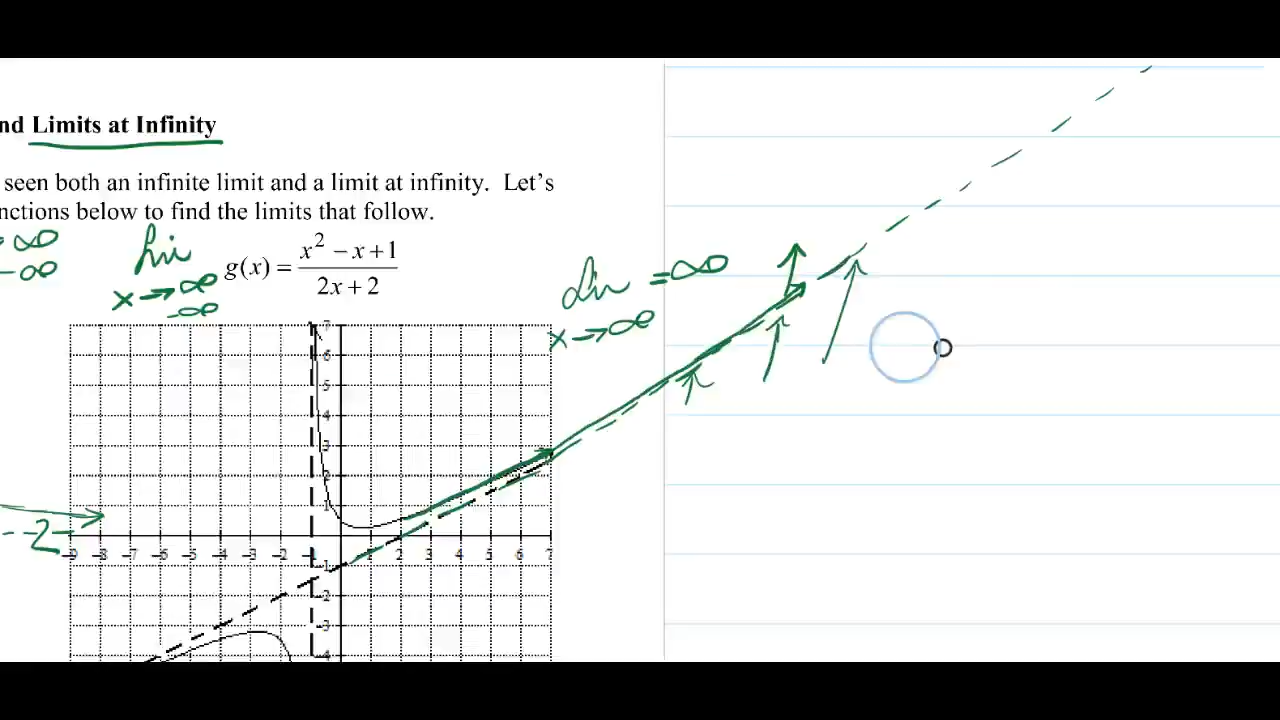 nd Limits at Infinity
seen both an infinite limit and a limit at infinity. Let's
nctions below to find the limits that follow.
∞
-∞
lim
x→∞
-∞
g(x) = (x² − x + 1)/(2x + 2)
lim = ∞
x→∞
7
6
5
4
3
2
1
-2
-9 -8 -7 -6 -5 -4 -3 -2 1 2 3 4 5 6 7
-1
-2
-3
-4